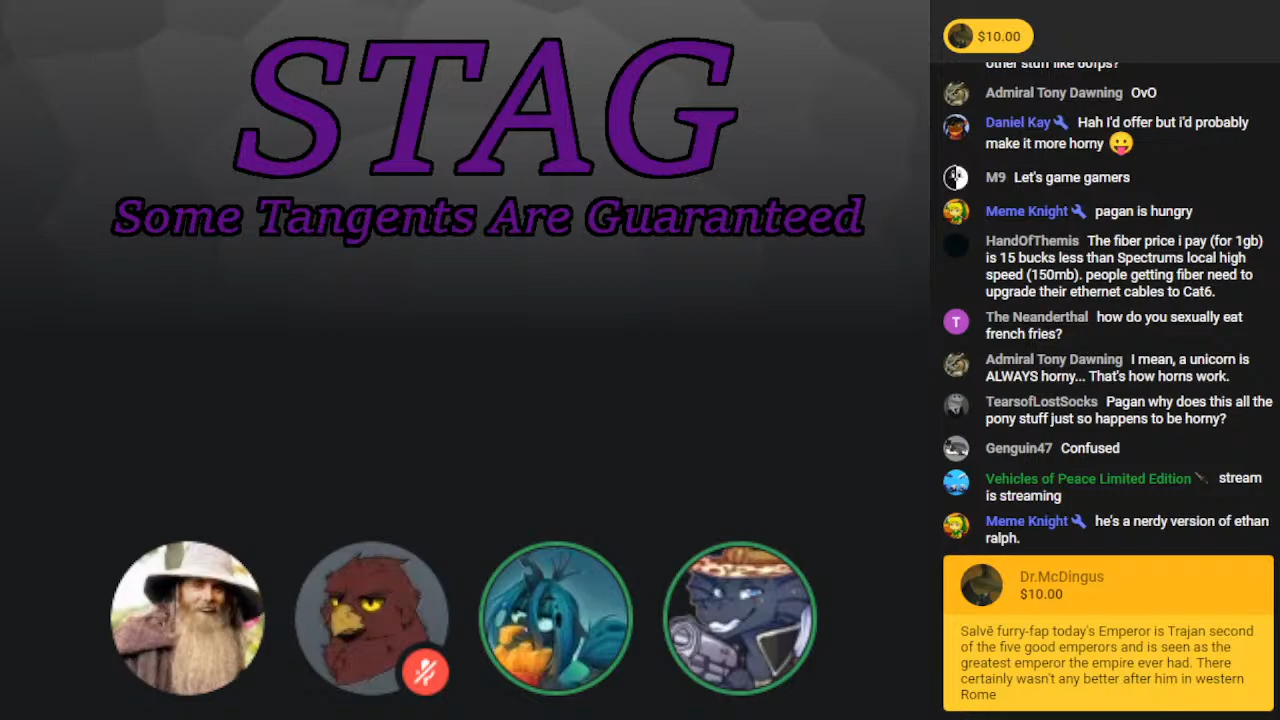 STAG
Some Tangents Are Guaranteed
$10.00
other stuff like 60fps?
Admiral Tony Dawning OvO
Daniel Kay Hah I'd offer but i'd probably
make it more horny
M9 Let's game gamers
Meme Knight pagan is hungry
HandOfThemis The fiber price i pay (for 1gb)
is 15 bucks less than Spectrums local high
speed (150mb). people getting fiber need to
upgrade their ethernet cables to Cat6.
T
The Neanderthal how do you sexually eat
french fries?
Admiral Tony Dawning I mean, a unicorn is
ALWAYS horny... That's how horns work.
TearsofLostSocks Pagan why does this all the
pony stuff just so happens to be horny?
Genguin47 Confused
Vehicles of Peace Limited Edition stream
is streaming
Meme Knight he's a nerdy version of ethan
ralph.
Dr.McDingus
$10.00
Salvē furry-fap today's Emperor is Trajan second
of the five good emperors and is seen as the
greatest emperor the empire ever had. There
certainly wasn't any better after him in western
Rome